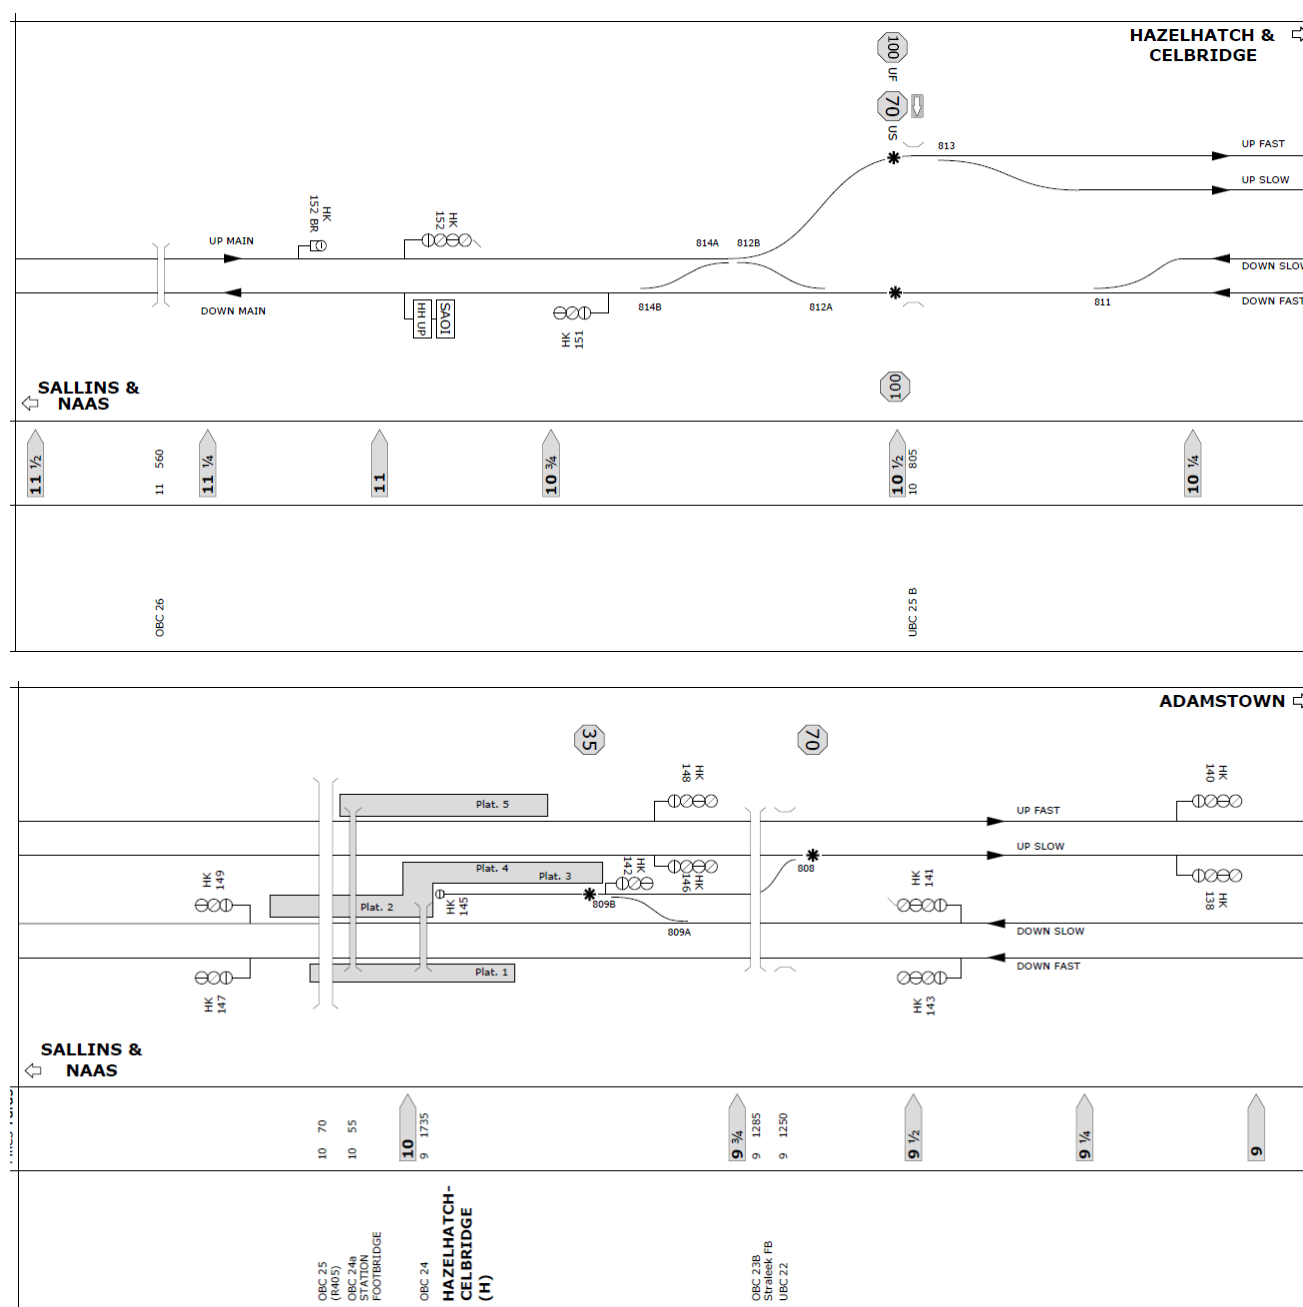 HAZELHATCH &
CELBRIDGE
100
UF
70
US
813
UP FAST
UP SLOW
HK
152 BR
HK
152
UP MAIN
814A
812B
DOWN SLOW
DOWN MAIN
814B
812A
811
DOWN FAST
HH UP
SAOI
HK
151
100
SALLINS &
NAAS
11 ½
11 560
11 ¼
11
10 ¾
10 ½
10 805
10 ¼
OBC 26
UBC 25 B
ADAMSTOWN
35
70
HK
148
HK
140
Plat. 5
UP FAST
UP SLOW
HK
142
HK
146
808
HK
149
Plat. 4
Plat. 3
HK
141
HK
138
Plat. 2
HK
145
809B
809A
DOWN SLOW
Plat. 1
DOWN FAST
HK
147
HK
143
SALLINS &
NAAS
10 70
10 55
10
9 1735
9 ¾
9 1285
9 1250
9 ½
9 ¼
9
OBC 25
(R405)
OBC 24a
STATION
FOOTBRIDGE
OBC 24
HAZELHATCH-
CELBRIDGE
(H)
OBC 23B
Straleek FB
UBC 22